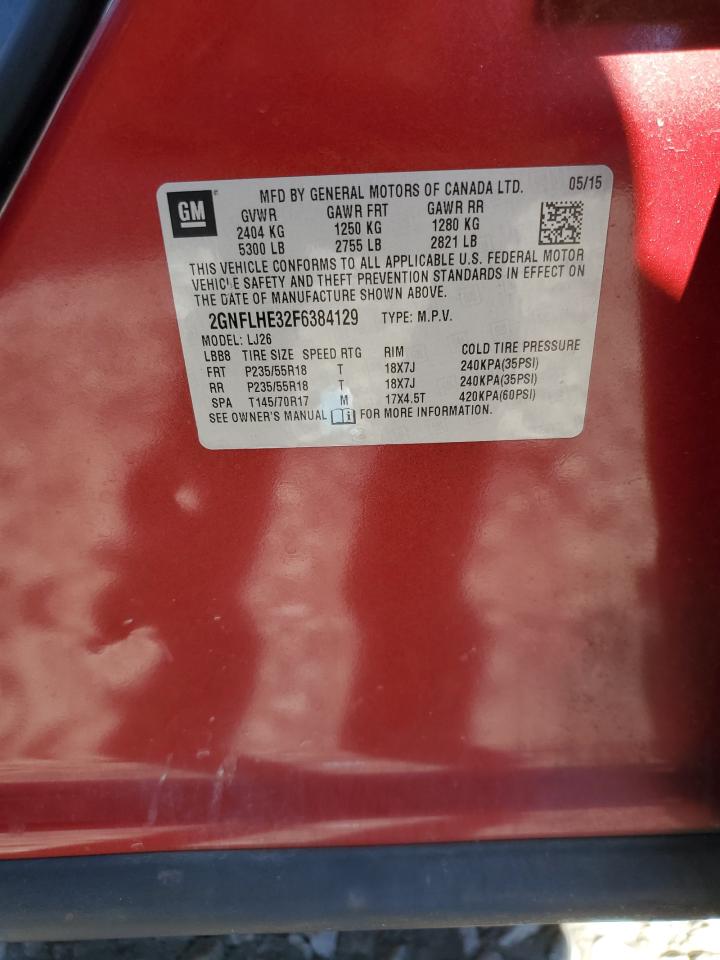 GM MFD BY GENERAL MOTORS OF CANADA LTD. 05/15
GVWR GAWR FRT GAWR RR
2404 KG 1250 KG 1280 KG
5300 LB 2755 LB 2821 LB
THIS VEHICLE CONFORMS TO ALL APPLICABLE U.S. FEDERAL MOTOR
VEHICLE SAFETY AND THEFT PREVENTION STANDARDS IN EFFECT ON
THE DATE OF MANUFACTURE SHOWN ABOVE.
2GNFLHE32F6384129 TYPE: M.P.V.
MODEL: LJ26
LBB8 TIRE SIZE SPEED RTG RIM COLD TIRE PRESSURE
FRT P235/55R18 T 18X7J 240KPA(35PSI)
RR P235/55R18 T 18X7J 240KPA(35PSI)
SPA T145/70R17 M 17X4.5T 420KPA(60PSI)
SEE OWNER'S MANUAL FOR MORE INFORMATION.